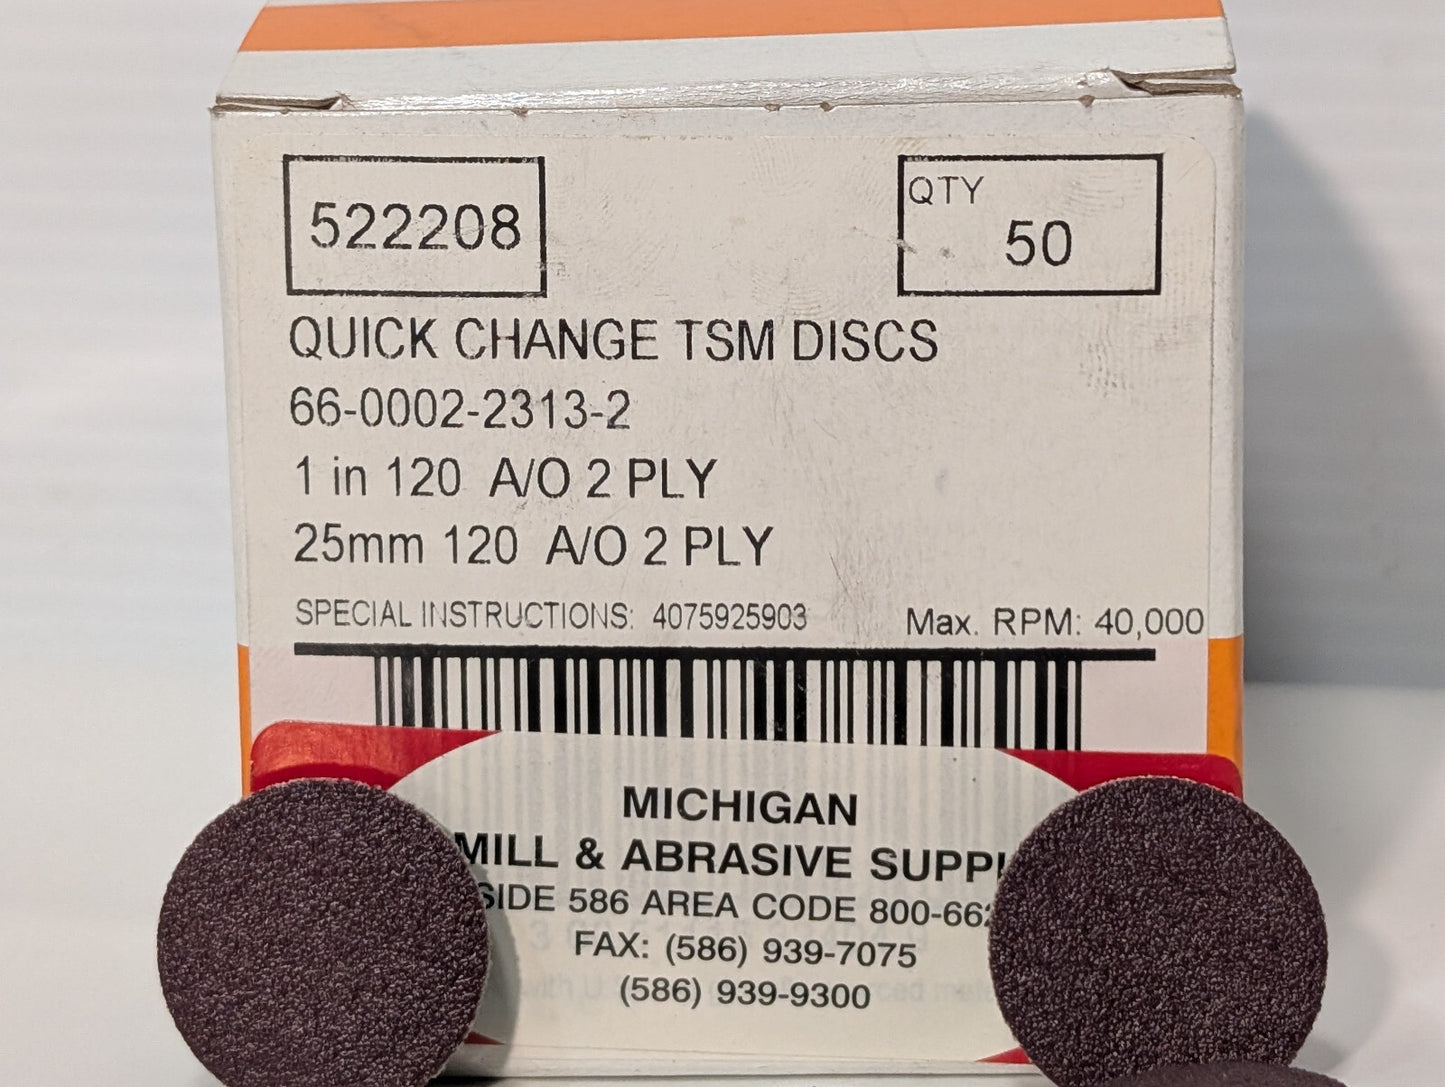 522208
QTY
50
QUICK CHANGE TSM DISCS
66-0002-2313-2
1 in 120 A/O 2 PLY
25mm 120 A/O 2 PLY
SPECIAL INSTRUCTIONS: 4075925903
Max. RPM: 40,000
MICHIGAN
MILL & ABRASIVE
586 AREA CODE
FAX: (586) 939-7075
(586) 939-9300